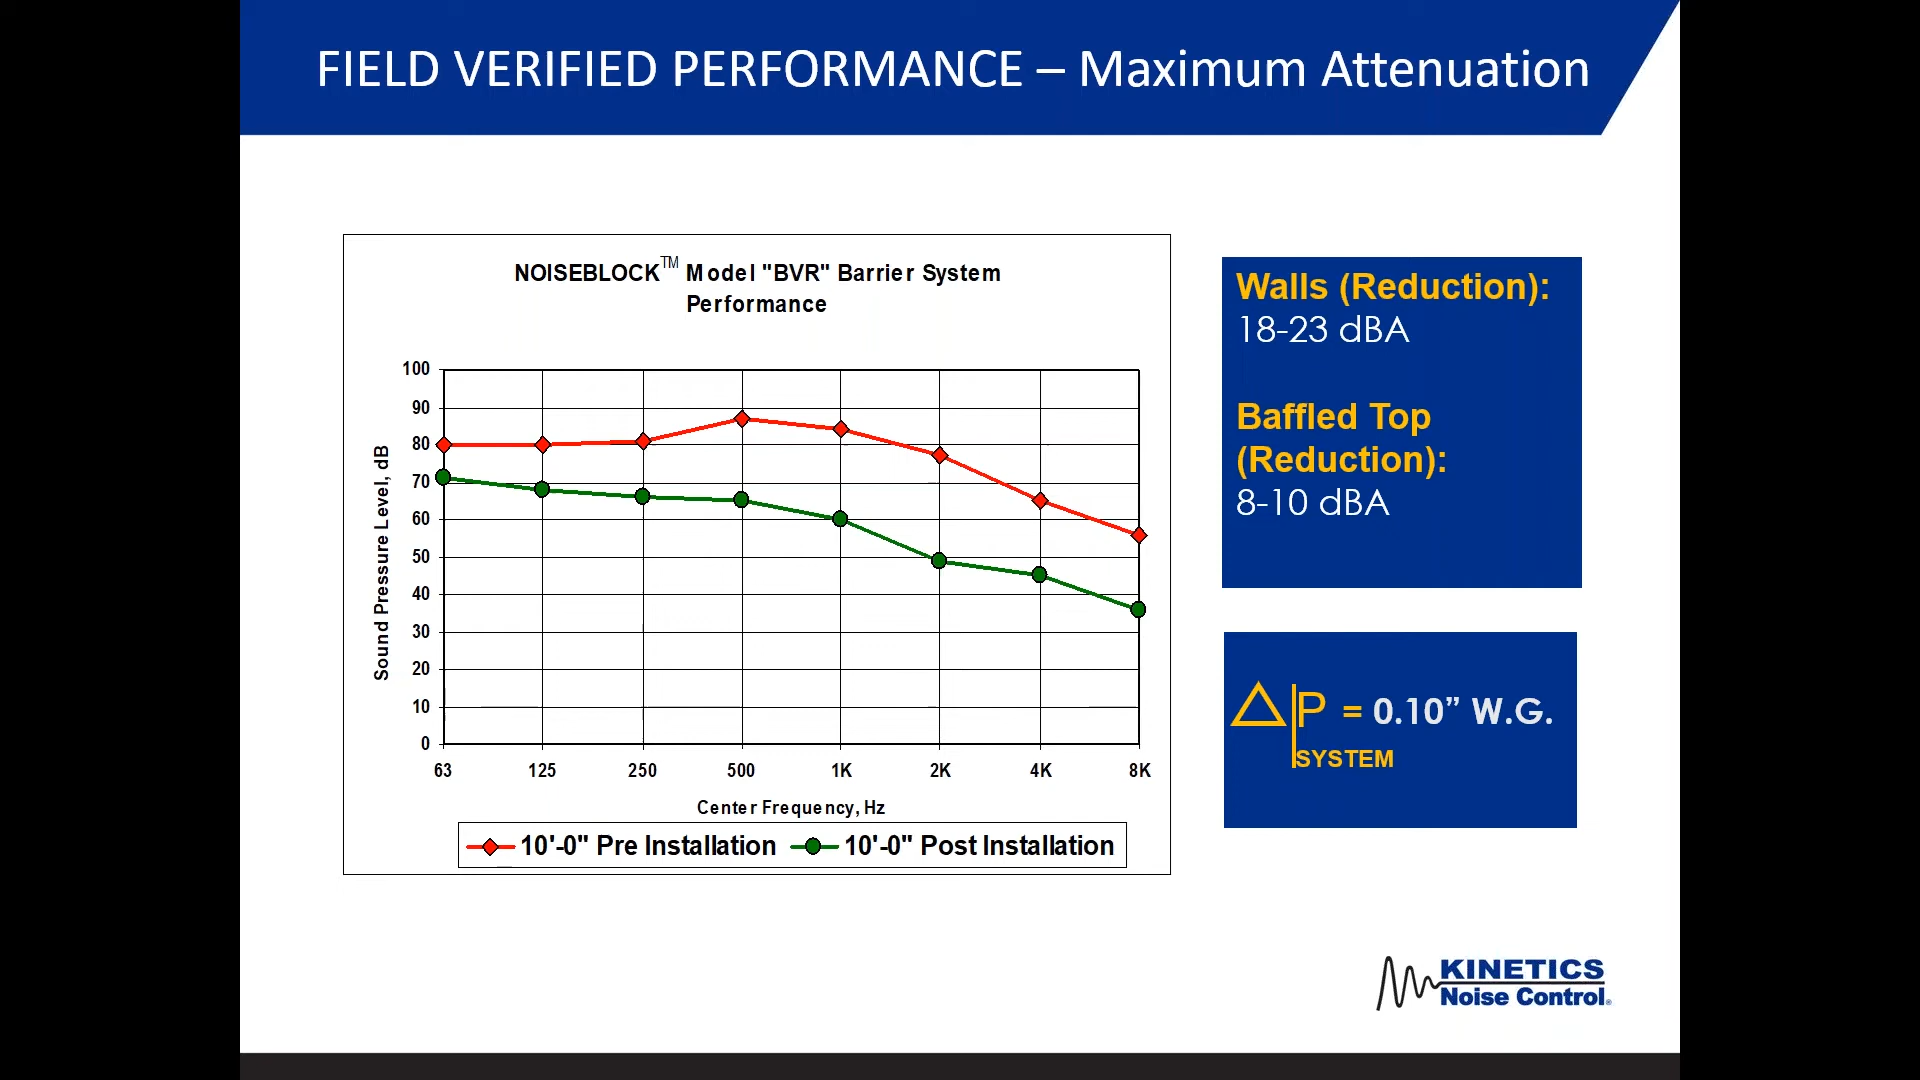 FIELD VERIFIED PERFORMANCE – Maximum Attenuation
NOISEBLOCK™ Model "BVR" Barrier System
Performance
Sound Pressure Level, dB
100
90
80
70
60
50
40
30
20
10
0
63 125 250 500 1K 2K 4K 8K
Center Frequency, Hz
10'-0" Pre Installation 10'-0" Post Installation
Walls (Reduction):
18-23 dBA
Baffled Top
(Reduction):
8-10 dBA
△P = 0.10” W.G.
SYSTEM
KINETICS
Noise Control®